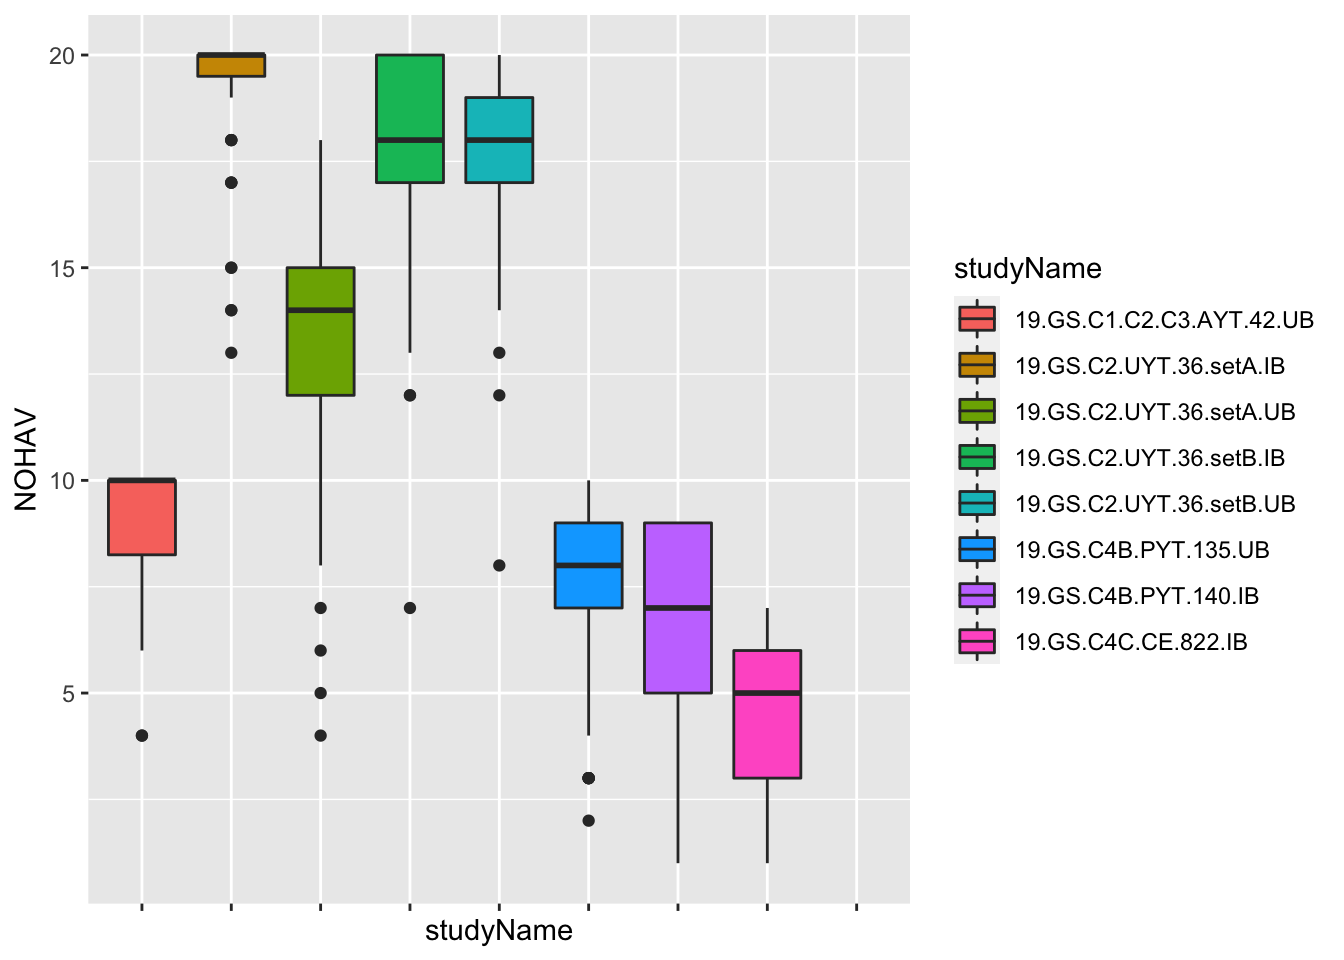 20
15
10
5
NOHAV
studyName
studyName
19.GS.C1.C2.C3.AYT.42.UB
19.GS.C2.UYT.36.setA.IB
19.GS.C2.UYT.36.setA.UB
19.GS.C2.UYT.36.setB.IB
19.GS.C2.UYT.36.setB.UB
19.GS.C4B.PYT.135.UB
19.GS.C4B.PYT.140.IB
19.GS.C4C.CE.822.IB